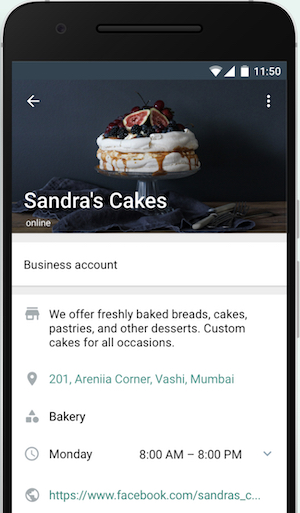 11:50
Sandra's Cakes
online
Business account
We offer freshly baked breads, cakes,
pastries, and other desserts. Custom
cakes for all occasions.
201, Areniia Corner, Vashi, Mumbai
Bakery
Monday 8:00 AM – 8:00 PM
https://www.facebook.com/sandras_c...